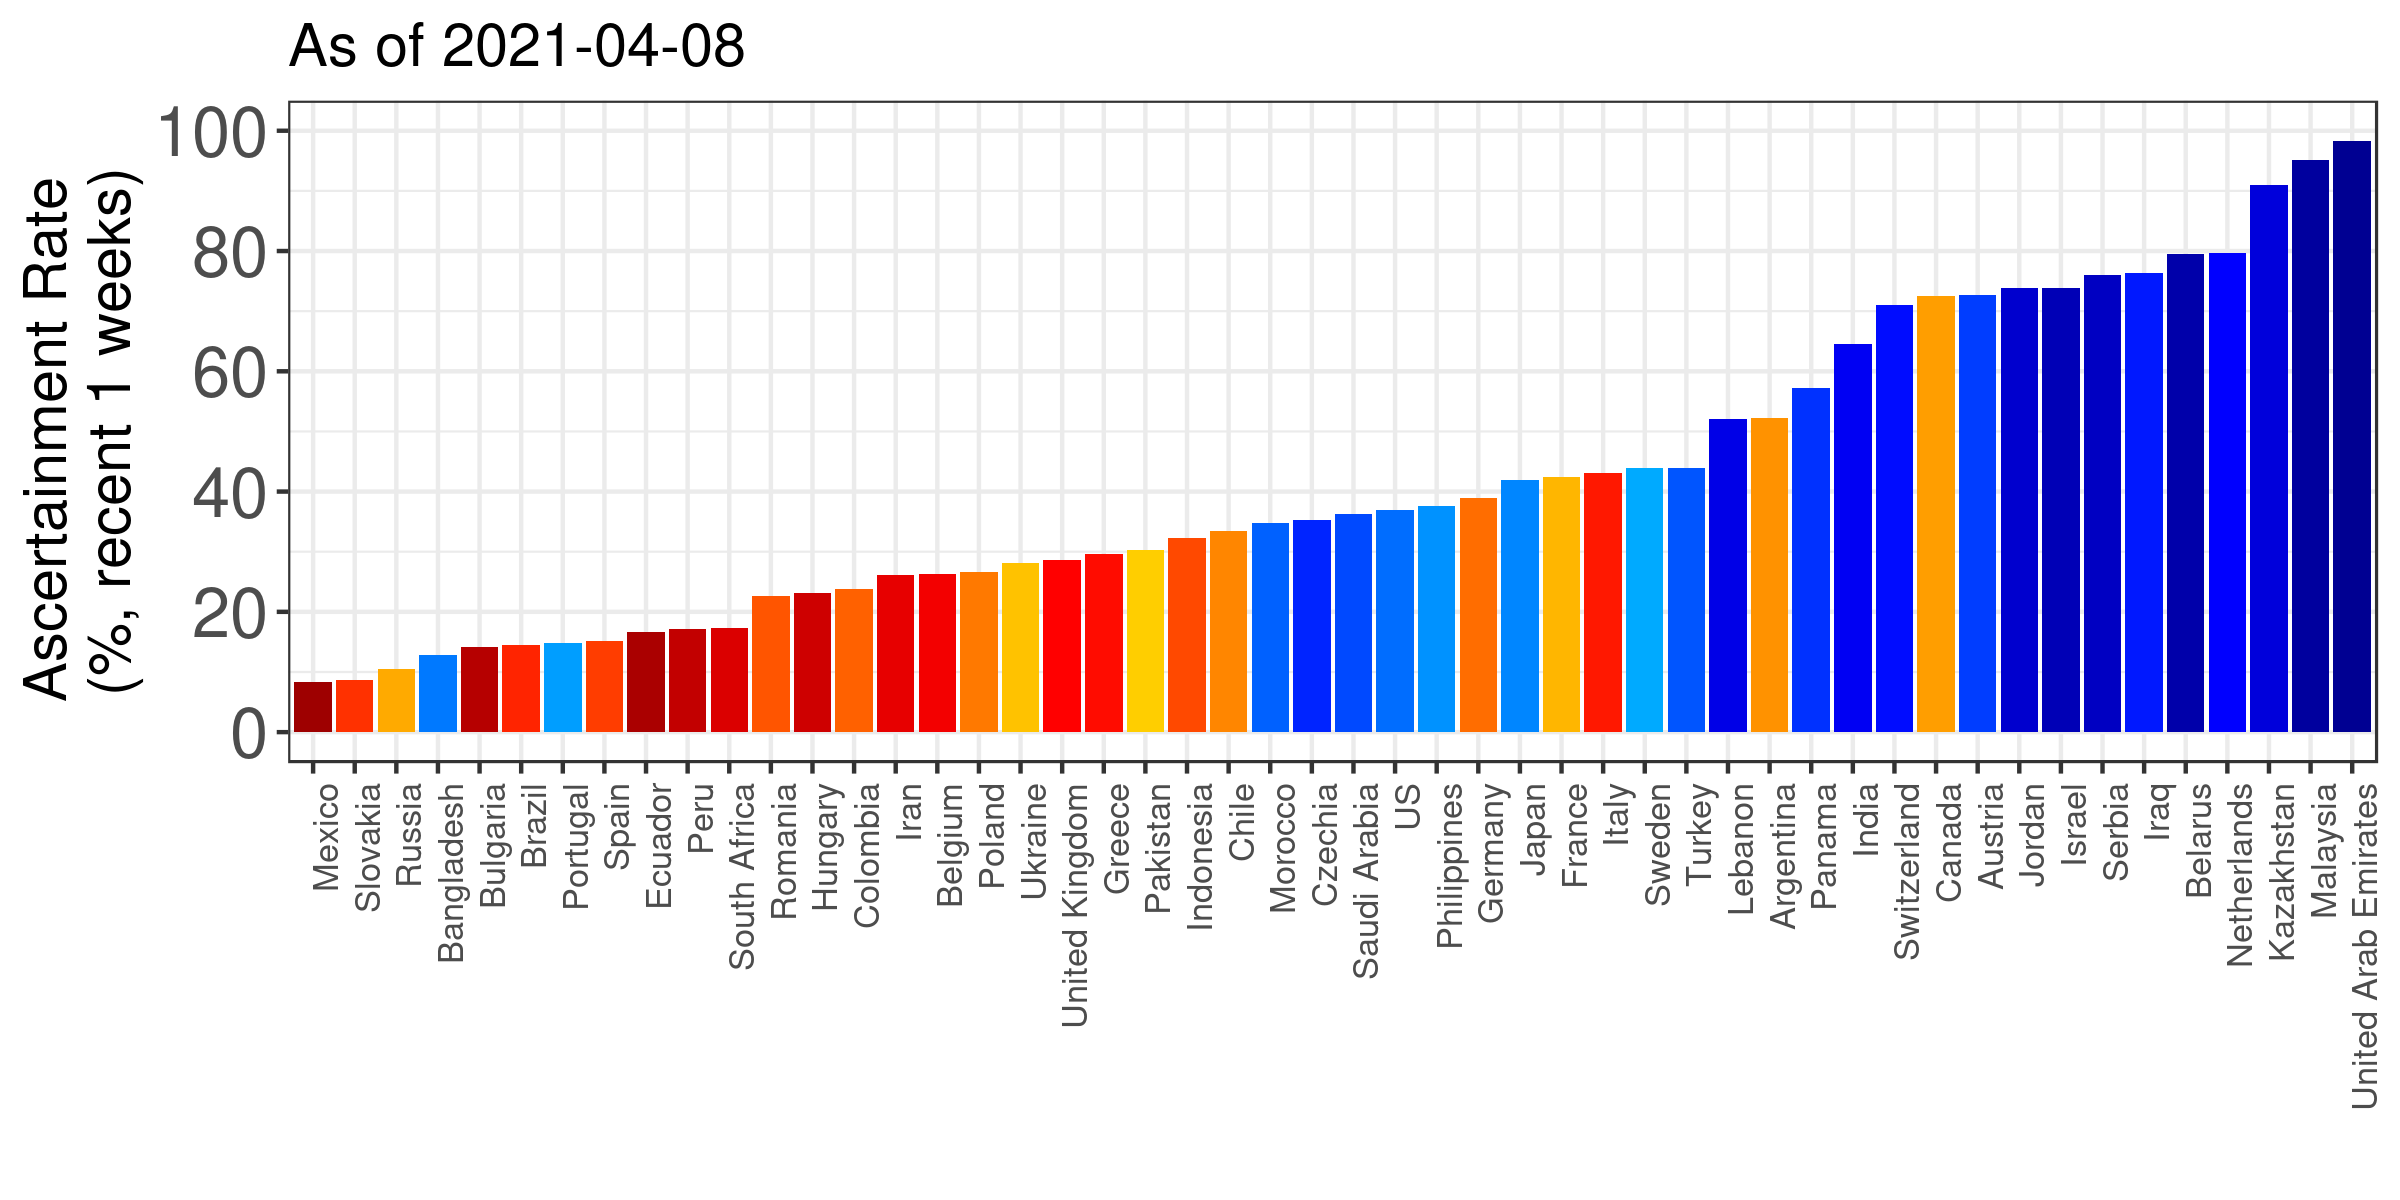 As of 2021-04-08
Ascertainment Rate
(%, recent 1 weeks)
100
80
60
40
20
0
Mexico
Slovakia
Russia
Bangladesh
Bulgaria
Brazil
Portugal
Spain
Ecuador
Peru
South Africa
Romania
Hungary
Colombia
Iran
Belgium
Poland
Ukraine
United Kingdom
Greece
Pakistan
Indonesia
Chile
Morocco
Czechia
Saudi Arabia
US
Philippines
Germany
Japan
France
Italy
Sweden
Turkey
Lebanon
Argentina
Panama
India
Switzerland
Canada
Austria
Jordan
Israel
Serbia
Iraq
Belarus
Netherlands
Kazakhstan
Malaysia
United Arab Emirates